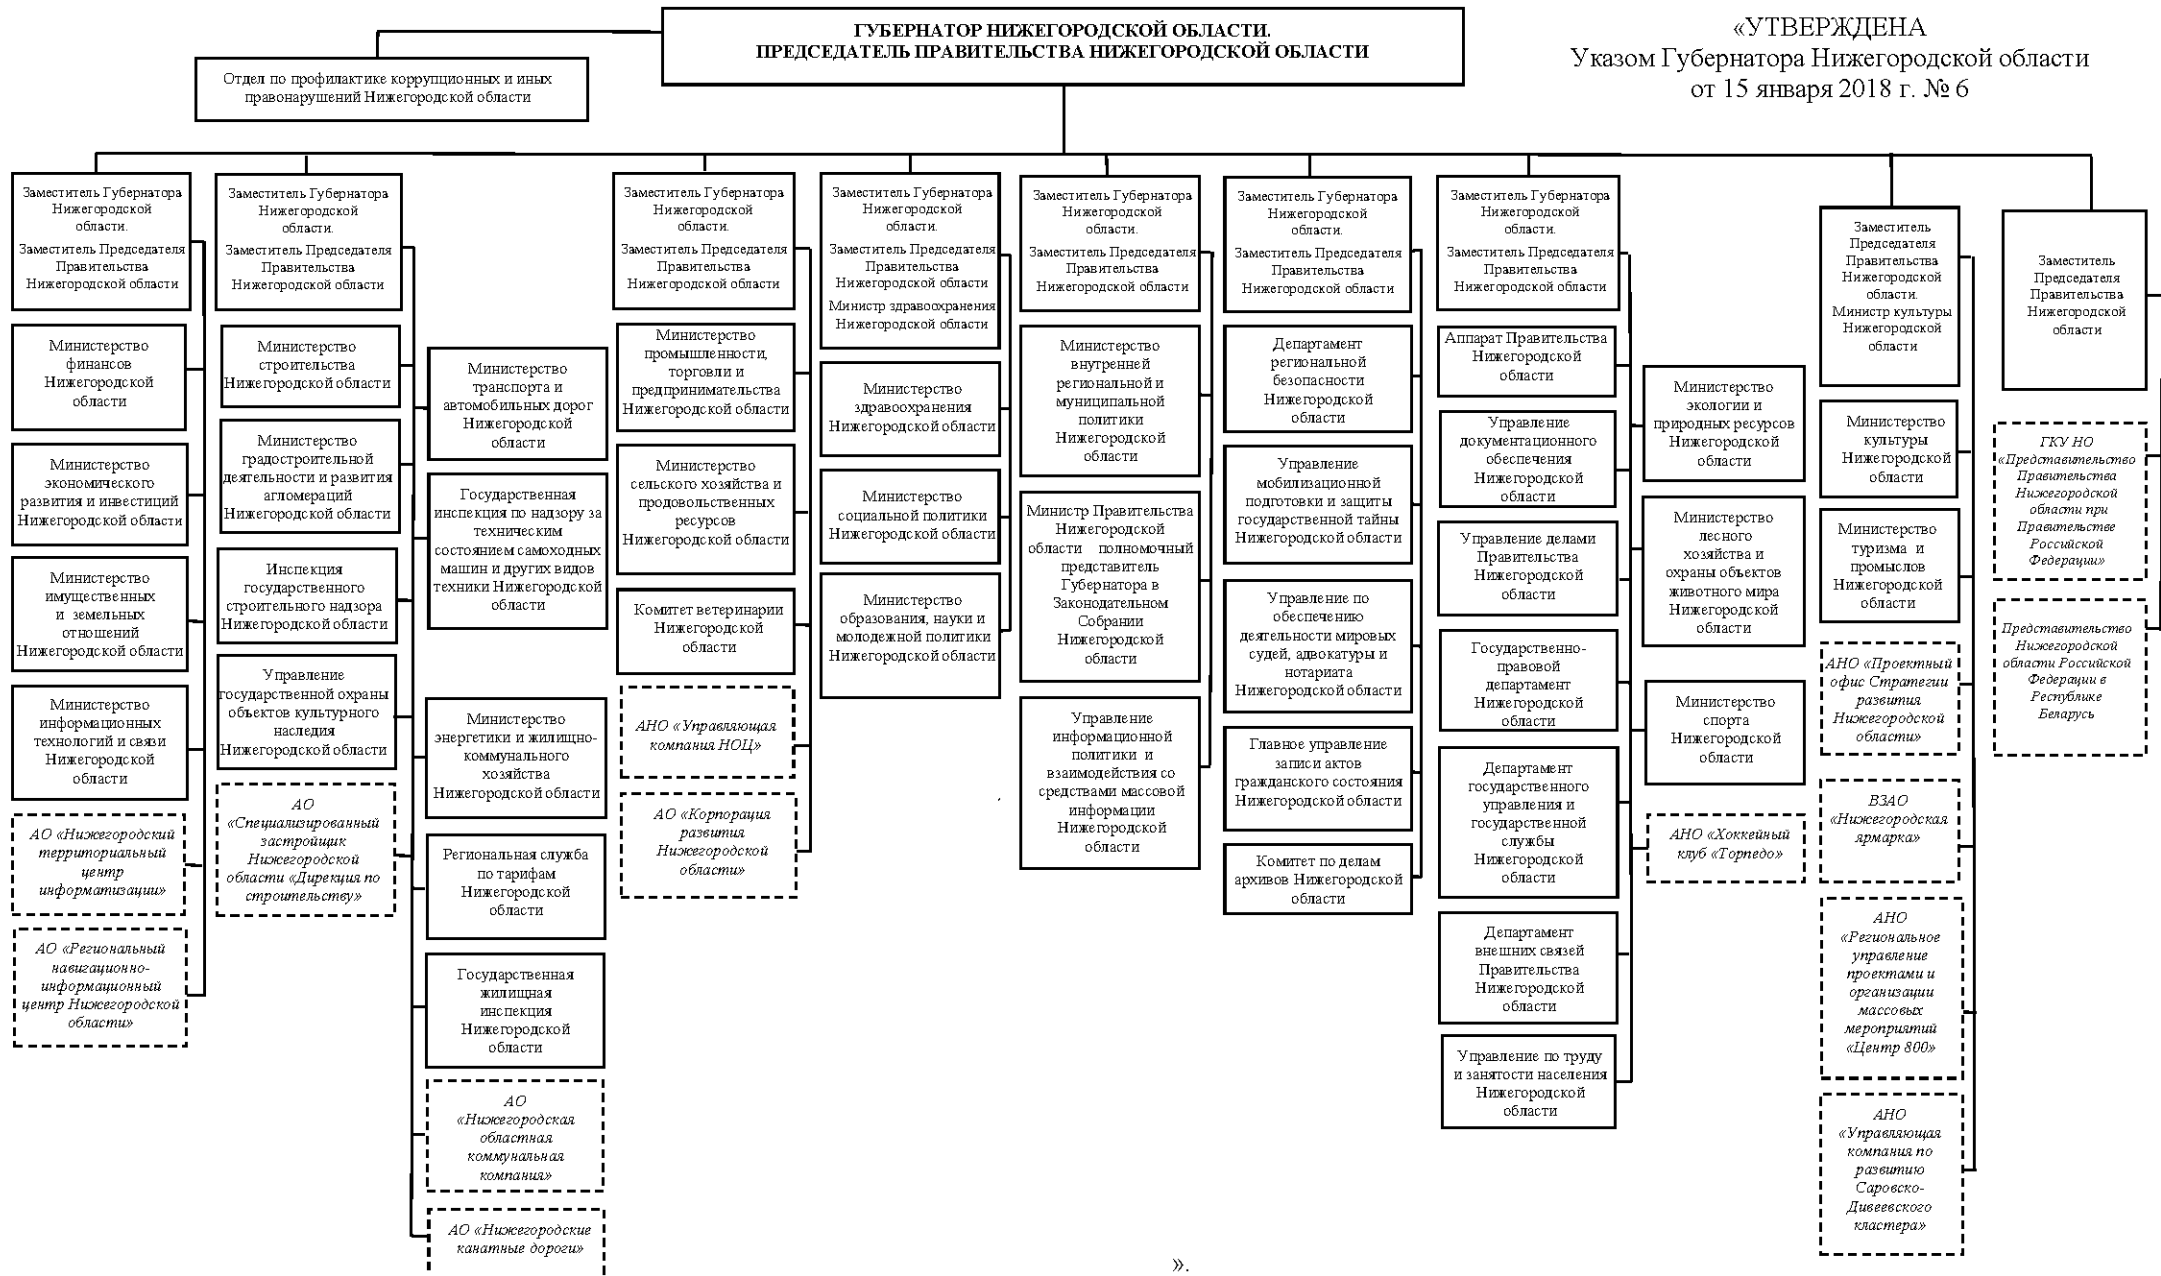 ГУБЕРНАТОР НИЖЕГОРОДСКОЙ ОБЛАСТИ.
ПРЕДСЕДАТЕЛЬ ПРАВИТЕЛЬСТВА НИЖЕГОРОДСКОЙ ОБЛАСТИ
«УТВЕРЖДЕНА
Указом Губернатора Нижегородской области
от 15 января 2018 г. № 6
Отдел по профилактике коррупционных и иных
правонарушений Нижегородской области
Заместитель Губернатора
Нижегородской
области.
Заместитель Председателя
Правительства
Нижегородской области
Министерство
финансов
Нижегородской
области
Министерство
экономического
развития и инвестиций
Нижегородской области
Министерство
имущественных
и земельных
отношений
Нижегородской области
Министерство
информационных
технологий и связи
Нижегородской
области
АО «Нижегородский
территориальный
центр
информатизации»
АО «Региональный
навигационно-
информационный
центр Нижегородской
области»
Заместитель Губернатора
Нижегородской
области.
Заместитель Председателя
Правительства
Нижегородской области
Министерство
строительства
Нижегородской области
Министерство
градостроительной
деятельности и развития
агломераций
Нижегородской области
Инспекция
государственного
строительного надзора
Нижегородской области
Управление
государственной охраны
объектов культурного
наследия
Нижегородской области
АО
«Специализированный
застройщик
Нижегородской
области «Дирекция по
строительству»
Министерство
транспорта и
автомобильных дорог
Нижегородской
области
Государственная
инспекция по надзору за
техническим
состоянием самоходных
машин и других видов
техники Нижегородской
области
Министерство
энергетики и жилищно-
коммунального
хозяйства
Нижегородской области
Региональная служба
по тарифам
Нижегородской
области
Государственная
жилищная
инспекция
Нижегородской
области
АО
«Нижегородская
областная
коммунальная
компания»
АО «Нижегородские
канатные дороги»
Заместитель Губернатора
Нижегородской
области.
Заместитель Председателя
Правительства
Нижегородской области
Министерство
промышленности,
торговли и
предпринимательства
Нижегородской области
Министерство
сельского хозяйства и
продовольственных
ресурсов
Нижегородской области
Комитет ветеринарии
Нижегородской
области
АНО «Управляющая
компания НОЦ»
АО «Корпорация
развития
Нижегородской
области»
Заместитель Губернатора
Нижегородской
области.
Заместитель Председателя
Правительства
Нижегородской области
Министр здравоохранения
Нижегородской области
Министерство
здравоохранения
Нижегородской области
Министерство
социальной политики
Нижегородской области
Министерство
образования, науки и
молодежной политики
Нижегородской области
Заместитель Губернатора
Нижегородской
области.
Заместитель Председателя
Правительства
Нижегородской области
Министерство
внутренней
региональной и
муниципальной
политики
Нижегородской
области
Министр Правительства
Нижегородской
области полномочный
представитель
Губернатора в
Законодательном
Собрании
Нижегородской
области
Управление
информационной
политики и
взаимодействия со
средствами массовой
информации
Нижегородской
области
Заместитель Губернатора
Нижегородской
области.
Заместитель Председателя
Правительства
Нижегородской области
Департамент
региональной
безопасности
Нижегородской
области
Управление
мобилизационной
подготовки и защиты
государственной тайны
Нижегородской области
Управление по
обеспечению
деятельности мировых
судей, адвокатуры и
нотариата
Нижегородской области
Главное управление
записи актов
гражданского состояния
Нижегородской области
Комитет по делам
архивов Нижегородской
области
Заместитель Губернатора
Нижегородской
области.
Заместитель Председателя
Правительства
Нижегородской области
Аппарат Правительства
Нижегородской
области
Управление
документационного
обеспечения
Нижегородской
области
Управление делами
Правительства
Нижегородской
области
Государственно-
правовой
департамент
Нижегородской
области
Департамент
государственного
управления и
государственной
службы
Нижегородской
области
Департамент
внешних связей
Правительства
Нижегородской
области
Управление по труду
и занятости населения
Нижегородской
области
Министерство
экологии и
природных ресурсов
Нижегородской
области
Министерство
лесного
хозяйства и
охраны объектов
животного мира
Нижегородской
области
Министерство
спорта
Нижегородской
области
АНО «Хоккейный
клуб «Торпедо»
Заместитель
Председателя
Правительства
Нижегородской
области.
Министр культуры
Нижегородской
области
Министерство
культуры
Нижегородской
области
Министерство
туризма и
промыслов
Нижегородской
области
АНО «Проектный
офис Стратегии
развития
Нижегородской
области»
ВЗАО
«Нижегородская
ярмарка»
АНО
«Региональное
управление
проектами и
организации
массовых
мероприятий
«Центр 800»
АНО
«Управляющая
компания по
развитию
Саровско-
Дивеевского
кластера»
Заместитель
Председателя
Правительства
Нижегородской
области
ГКУ НО
«Представительство
Правительства
Нижегородской
области при
Правительстве
Российской
Федерации»
Представительство
Нижегородской
области Российской
Федерации в
Республике
Беларусь
».